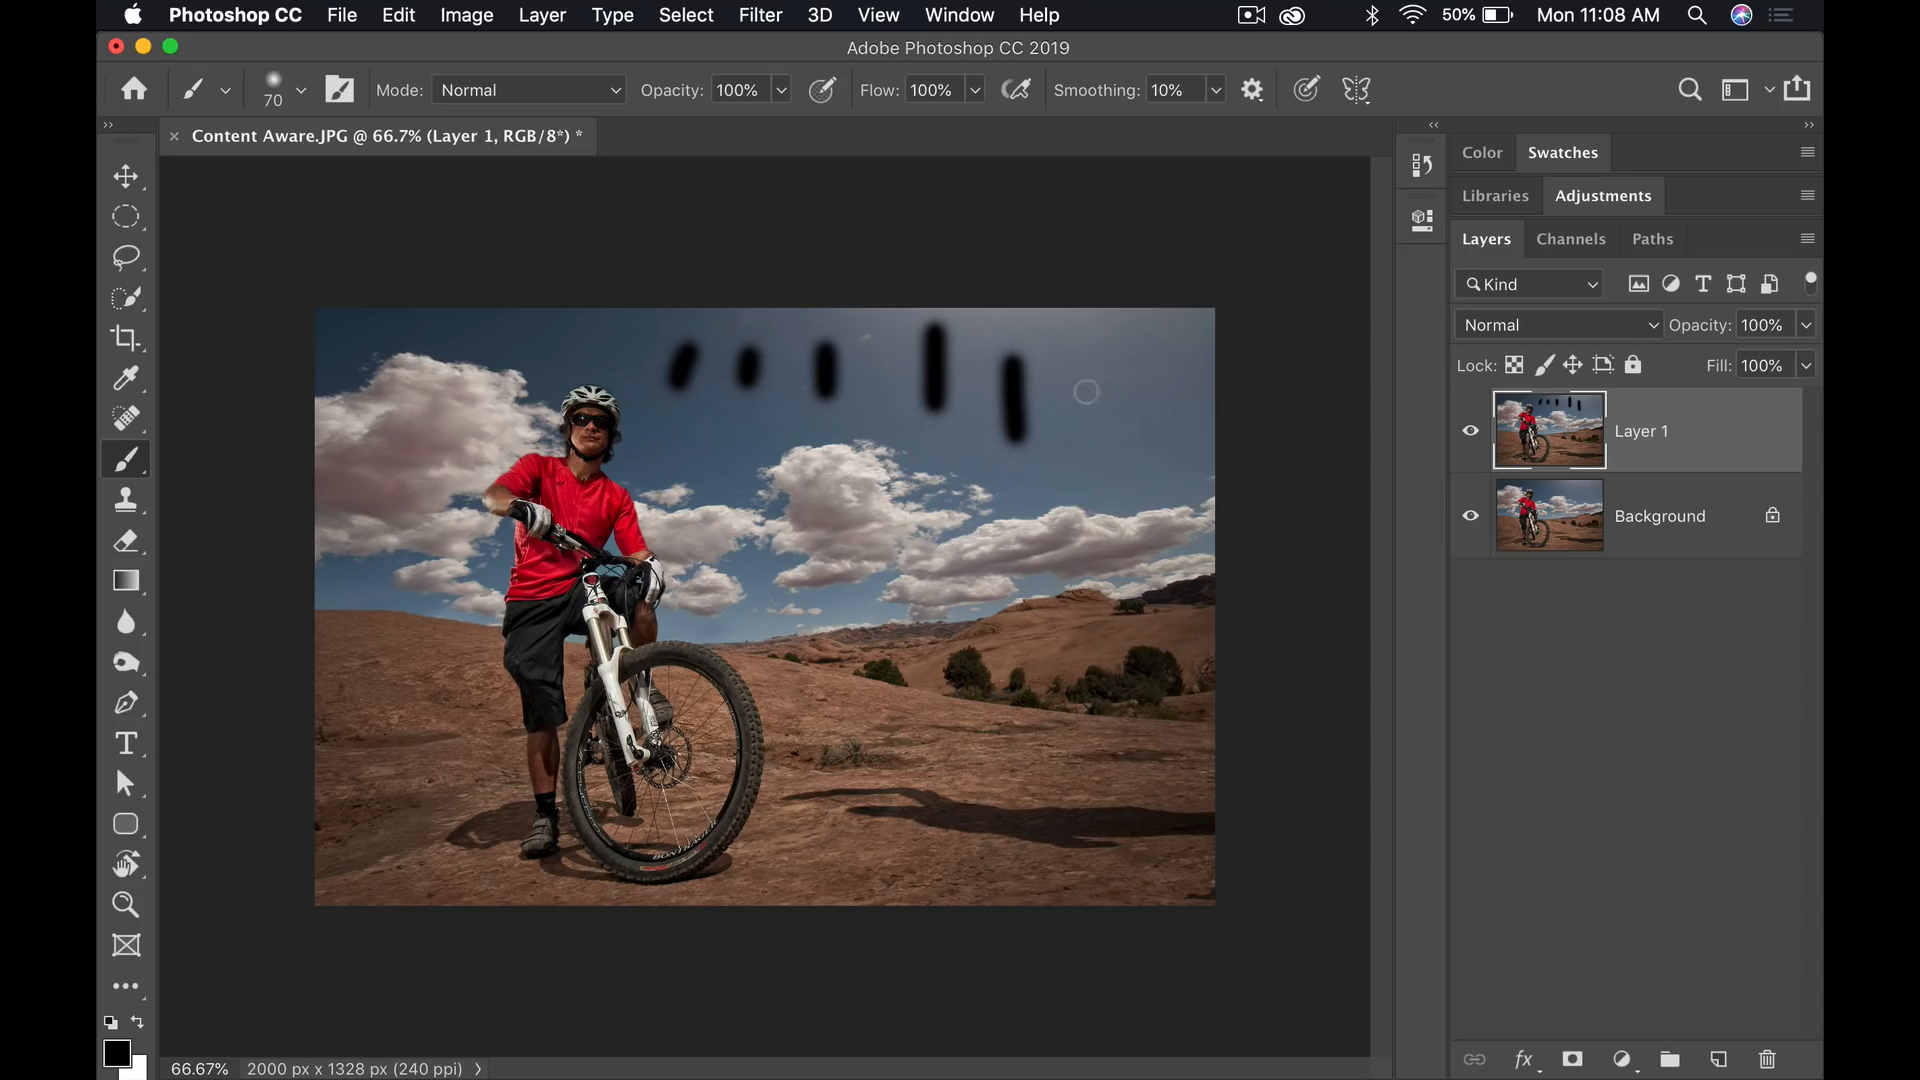 Photoshop CC File Edit Image Layer Type Select Filter 3D View Window Help 50% Mon 11:08 AM
Adobe Photoshop CC 2019
70 Mode: Normal Opacity: 100% Flow: 100% Smoothing: 10%
Content Aware.JPG @ 66.7% (Layer 1, RGB/8*) *
Color Swatches
Libraries Adjustments
Layers Channels Paths
Kind
Normal Opacity: 100%
Lock: Fill: 100%
Layer 1
Background
BONTRAGER
66.67% 2000 px x 1328 px (240 ppi)